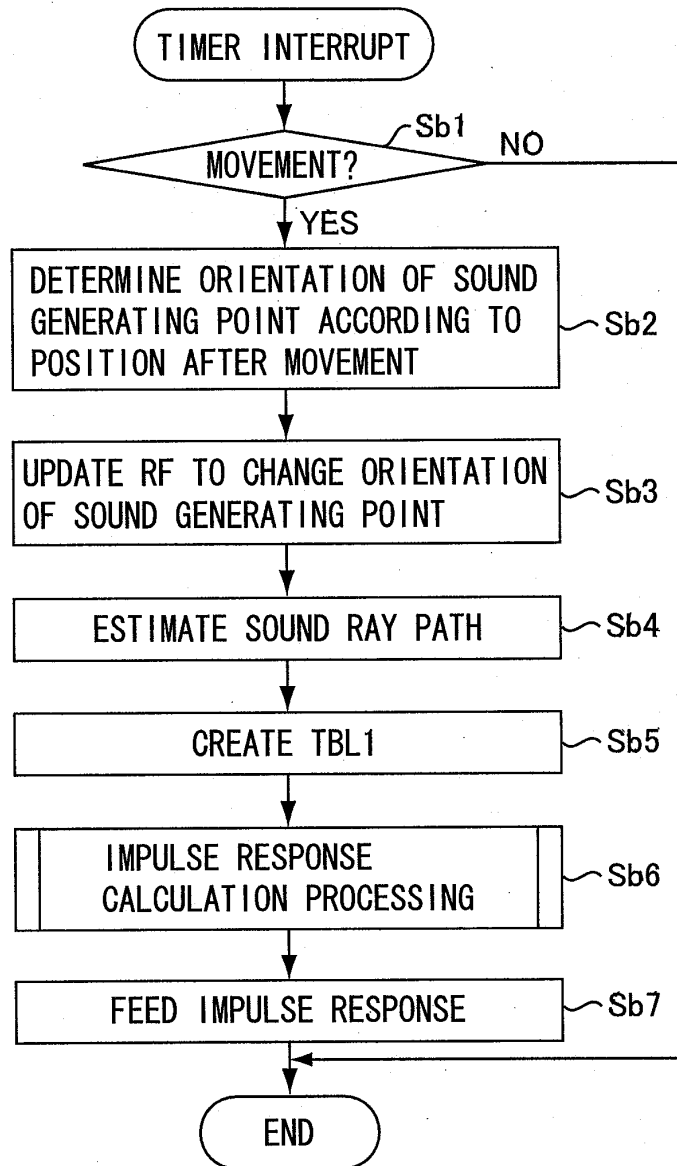 TIMER INTERRUPT
Sb1
MOVEMENT?
NO
YES
DETERMINE ORIENTATION OF SOUND
GENERATING POINT ACCORDING TO
POSITION AFTER MOVEMENT
Sb2
UPDATE RF TO CHANGE ORIENTATION
OF SOUND GENERATING POINT
Sb3
ESTIMATE SOUND RAY PATH
Sb4
CREATE TBL1
Sb5
IMPULSE RESPONSE
CALCULATION PROCESSING
Sb6
FEED IMPULSE RESPONSE
Sb7
END